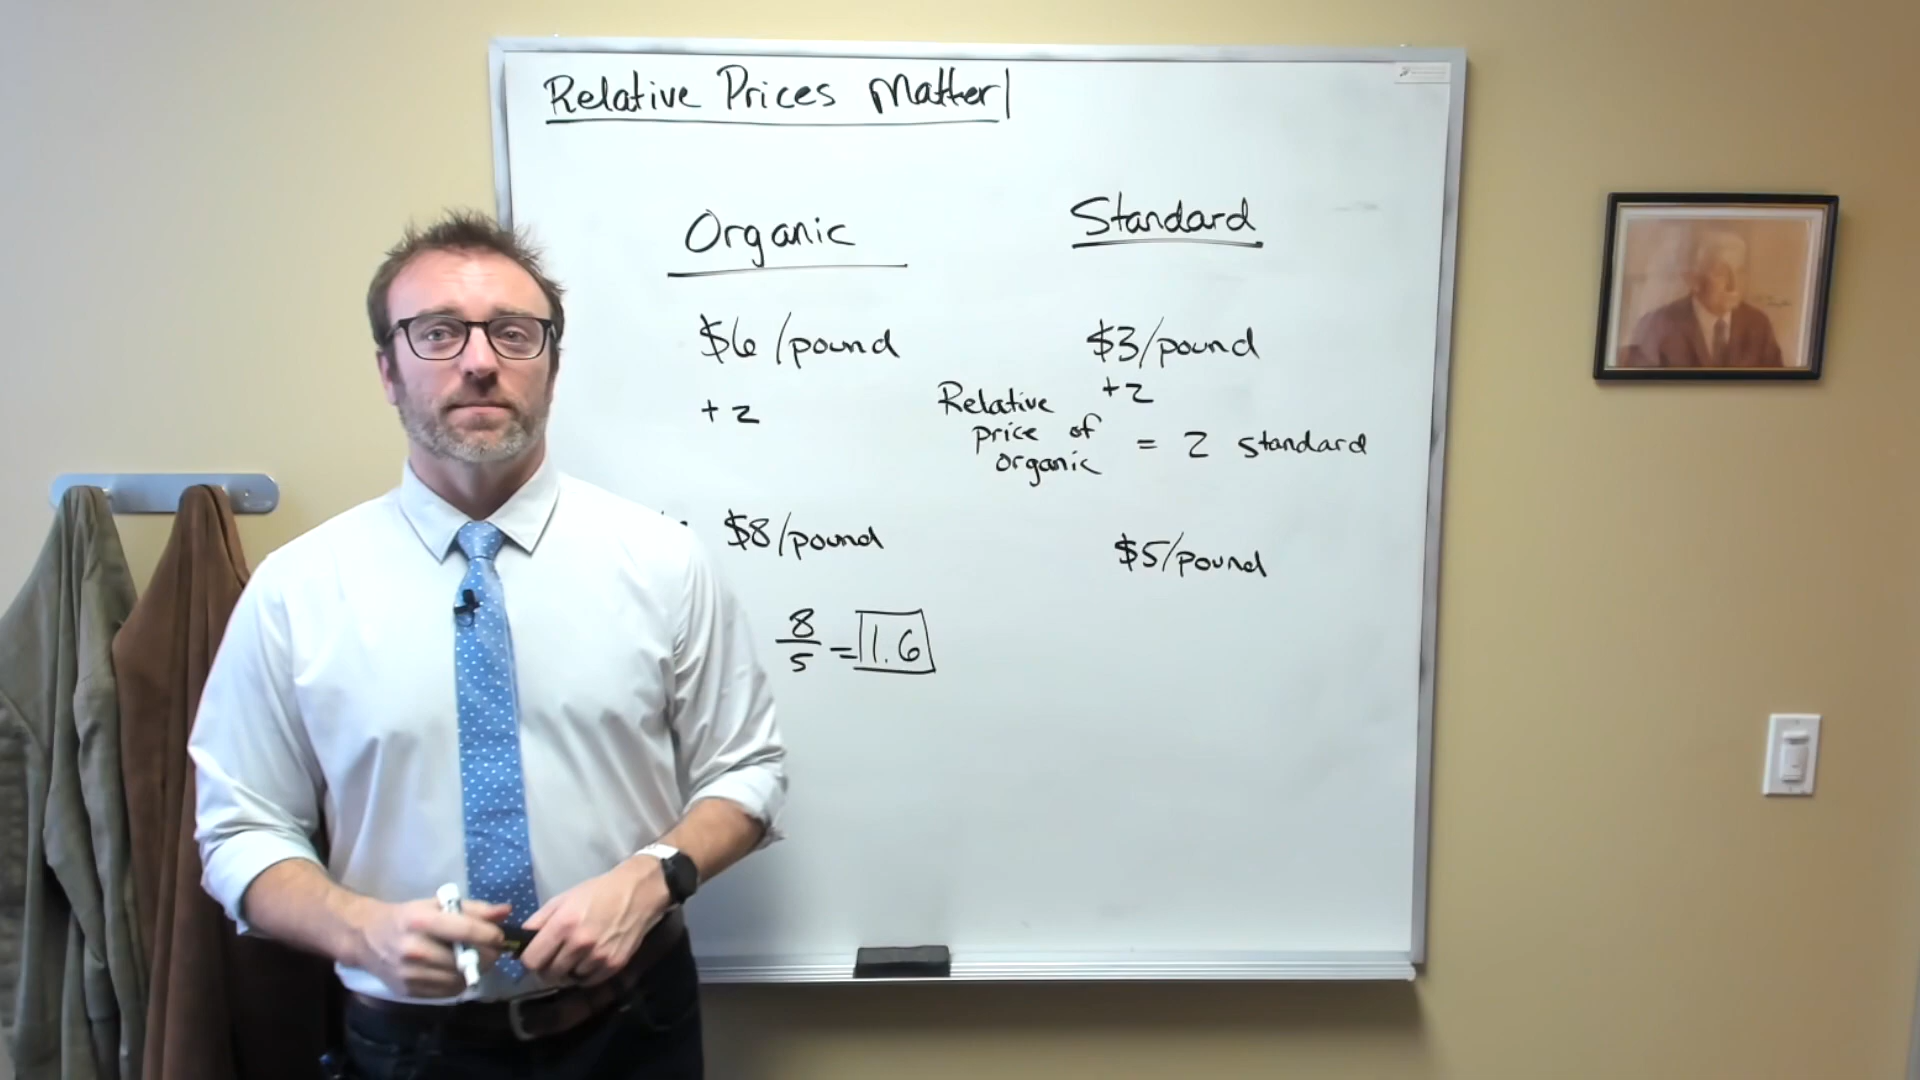 Relative Prices Matter
Organic
Standard
$6/pound
$3/pound
+2
+2
Relative
price of
organic
= 2 standard
$8/pound
$5/pound
8
5
= 1.6